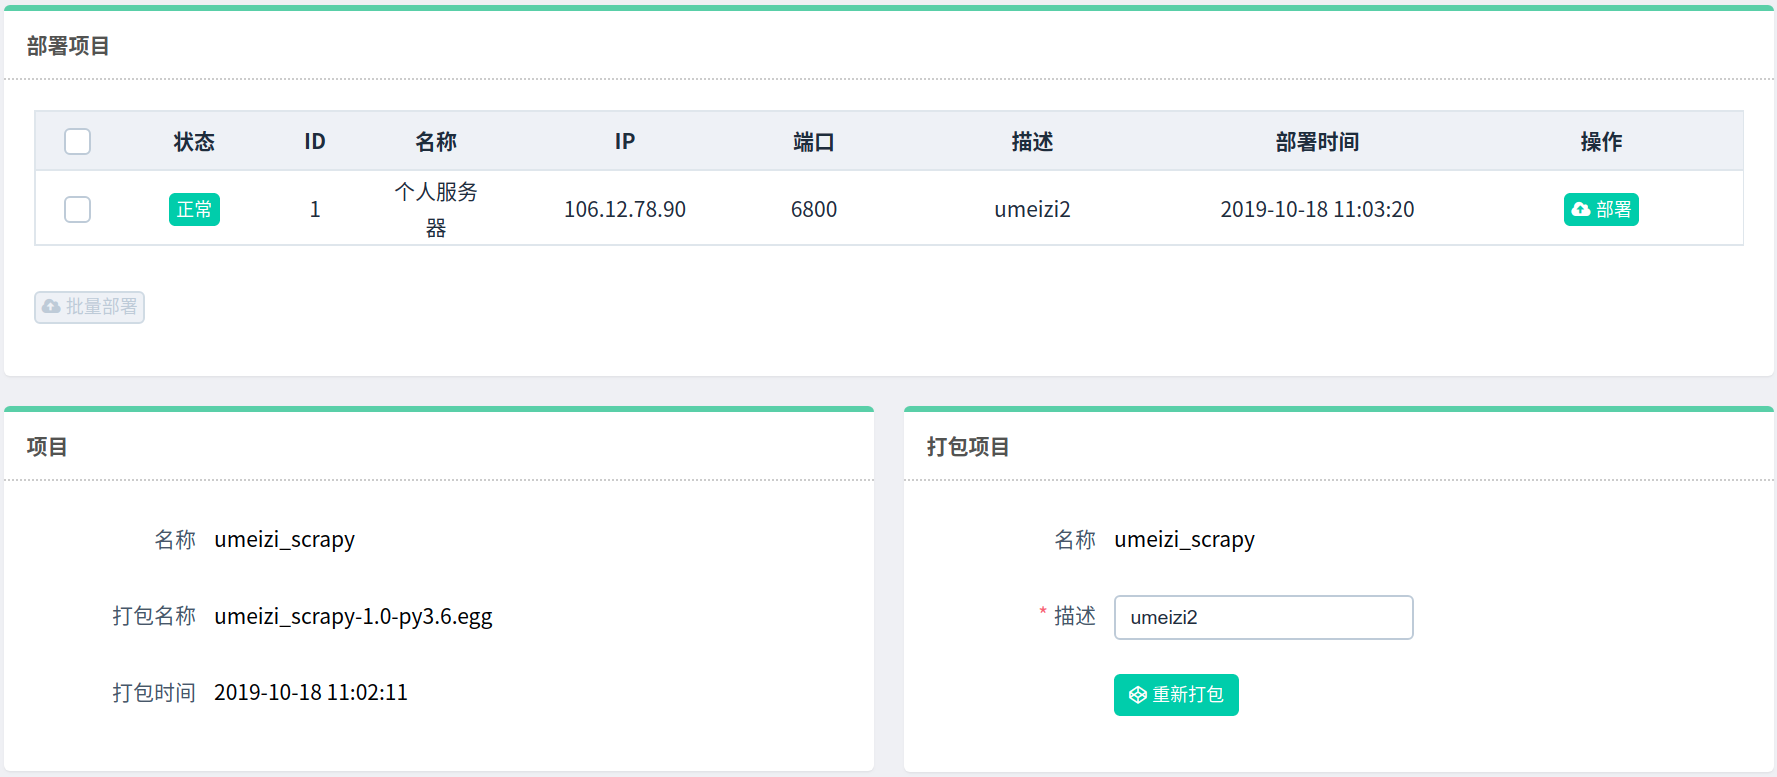 部署项目
状态 ID 名称 IP 端口 描述 部署时间 操作
正常 1 个人服务器 106.12.78.90 6800 umeizi2 2019-10-18 11:03:20 部署
批量部署
项目
名称 umeizi_scrapy
打包名称 umeizi_scrapy-1.0-py3.6.egg
打包时间 2019-10-18 11:02:11
打包项目
名称 umeizi_scrapy
* 描述 umeizi2
重新打包